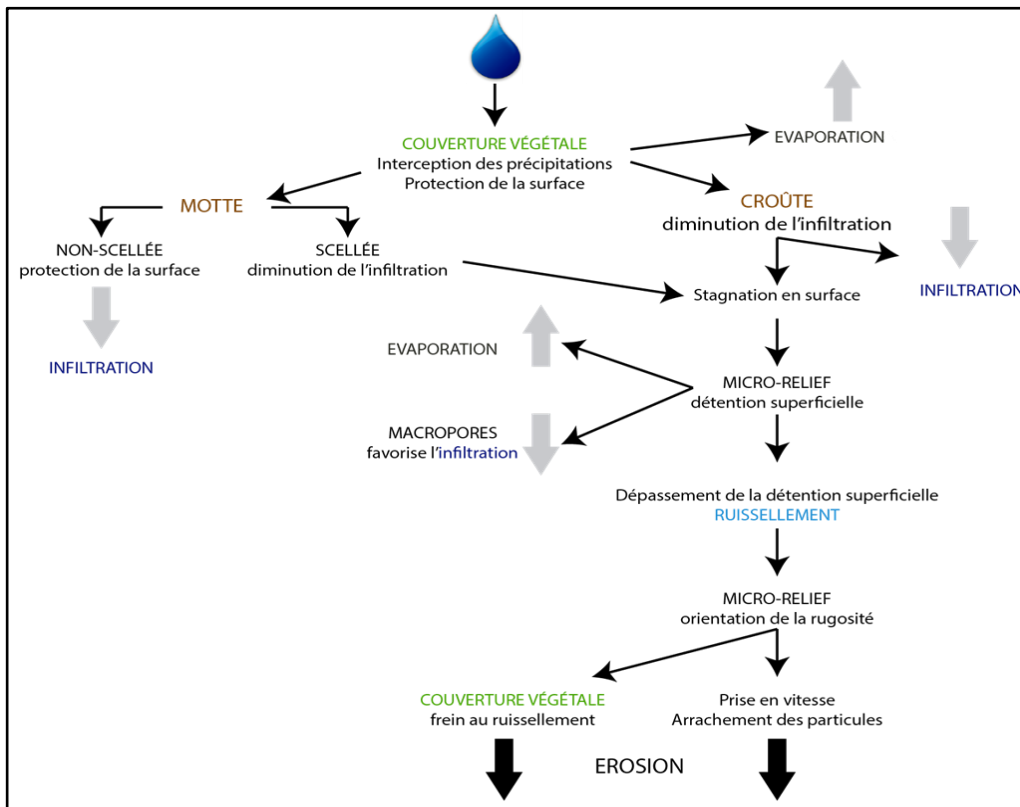 COUVERTURE VÉGÉTALE
Interception des précipitations
Protection de la surface
EVAPORATION
MOTTE
CROÛTE
diminution de l'infiltration
NON-SCELLÉE
protection de la surface
SCELLÉE
diminution de l'infiltration
INFILTRATION
Stagnation en surface
EVAPORATION
INFILTRATION
MICRO-RELIEF
détention superficielle
MACROPORES
favorise l'infiltration
Dépassement de la détention superficielle
RUISSELLEMENT
MICRO-RELIEF
orientation de la rugosité
COUVERTURE VÉGÉTALE
frein au ruissellement
Prise en vitesse
Arrachement des particules
EROSION